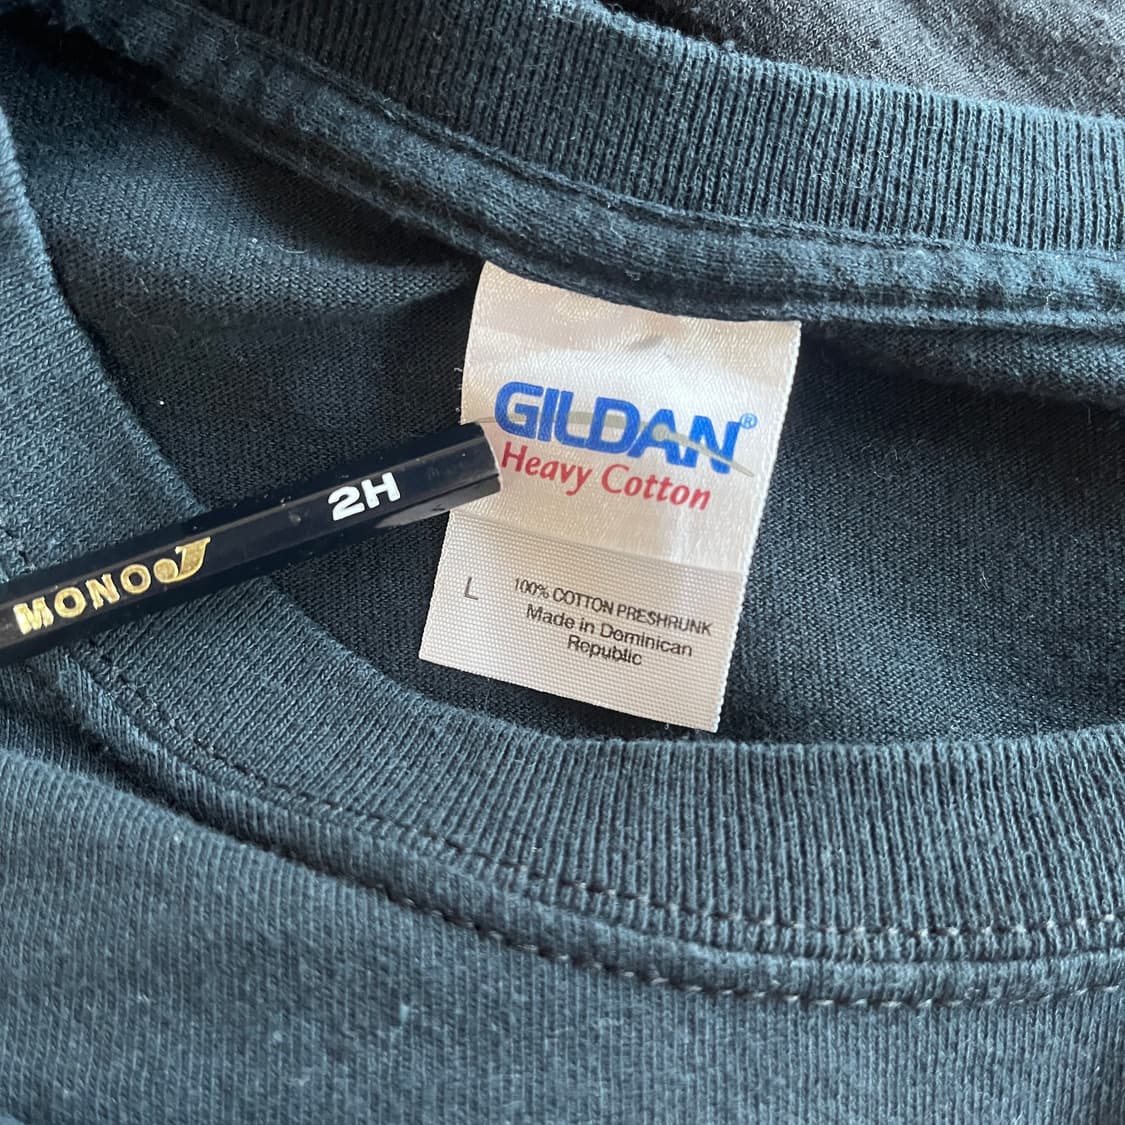 GILDAN®
Heavy Cotton
2H
MONO J
L
100% COTTON PRESHRUNK
Made in Dominican
Republic